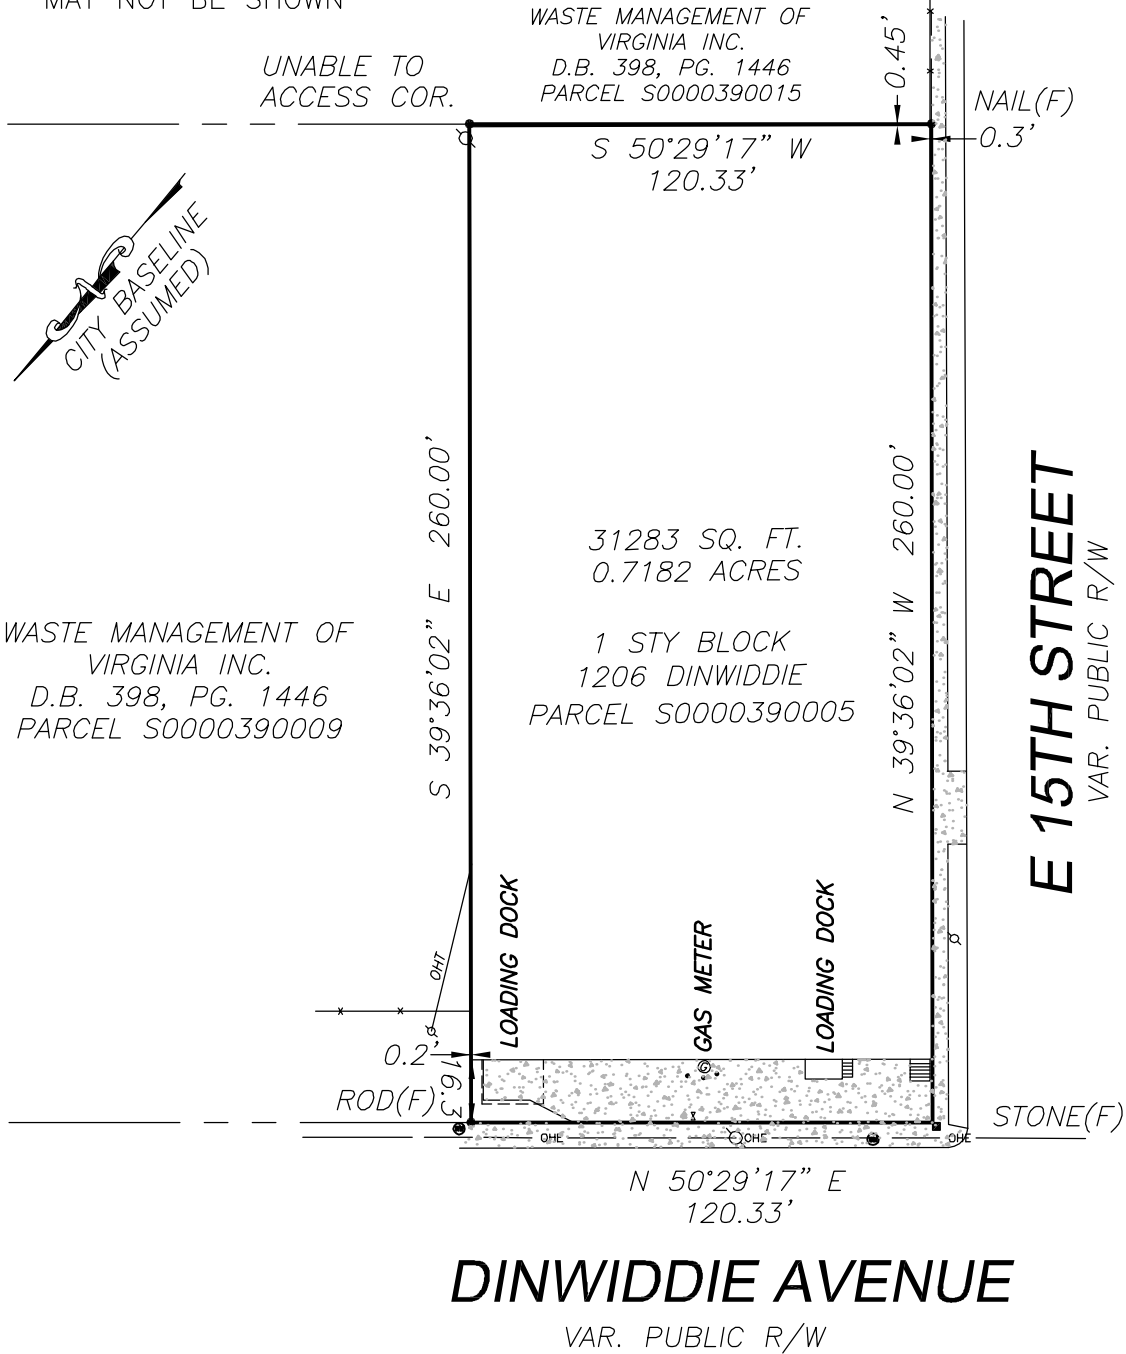 MAY NOT BE SHOWN
WASTE MANAGEMENT OF
VIRGINIA INC.
D.B. 398, PG. 1446
PARCEL S0000390015
0.45'
UNABLE TO
ACCESS COR.
NAIL(F)
0.3'
S 50°29'17" W
120.33'
N
CITY BASELINE
(ASSUMED)
S 39°36'02" E 260.00'
N 39°36'02" W 260.00'
31283 SQ. FT.
0.7182 ACRES
1 STY BLOCK
1206 DINWIDDIE
PARCEL S0000390005
WASTE MANAGEMENT OF
VIRGINIA INC.
D.B. 398, PG. 1446
PARCEL S0000390009
E 15TH STREET
VAR. PUBLIC R/W
OHT
LOADING DOCK
GAS METER
LOADING DOCK
0.2'
16.3'
G
ROD(F)
STONE(F)
OHE
OHE
OHE
N 50°29'17" E
120.33'
DINWIDDIE AVENUE
VAR. PUBLIC R/W